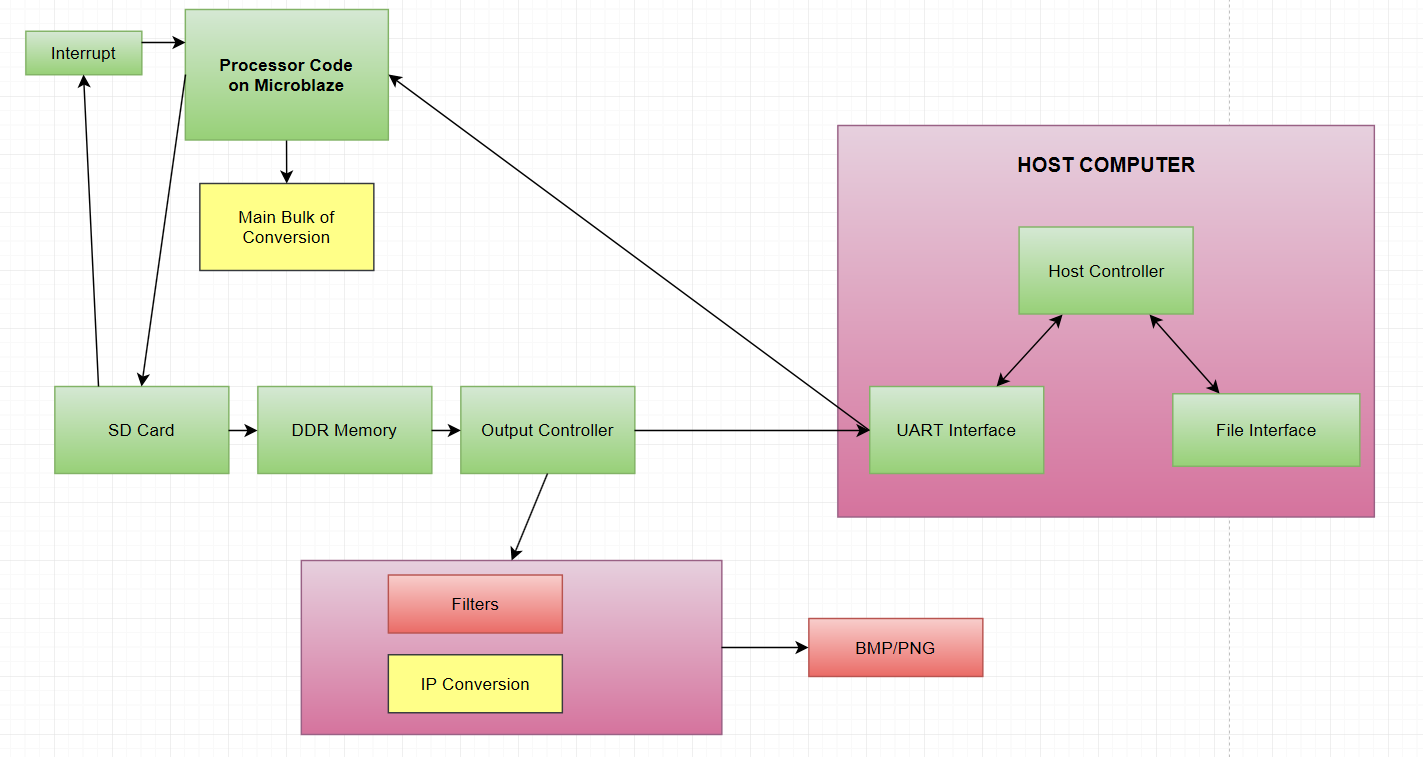 Interrupt
Processor Code
on Microblaze
Main Bulk of
Conversion
HOST COMPUTER
Host Controller
UART Interface
File Interface
SD Card
DDR Memory
Output Controller
Filters
IP Conversion
BMP/PNG